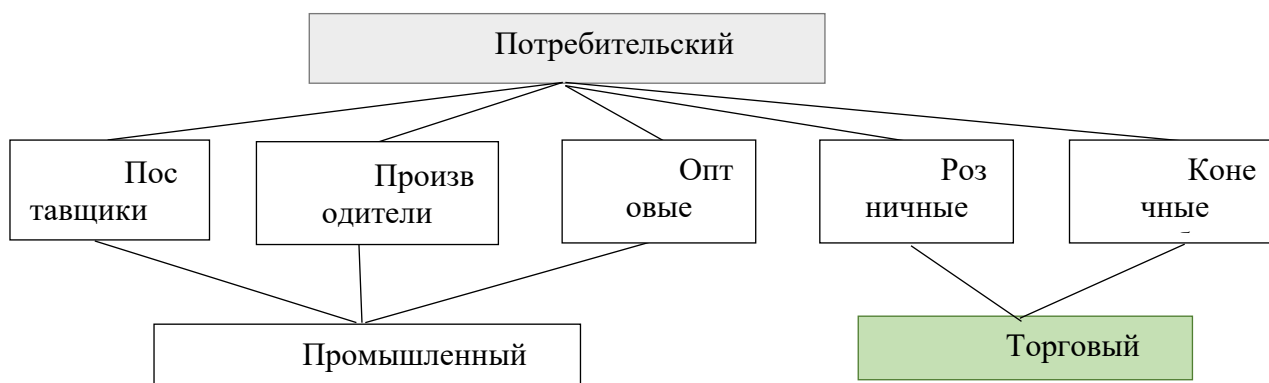 Потребительский
Пос
тавщики
Произв
одители
Опт
овые
Роз
ничные
Коне
чные
Промышленный
Торговый